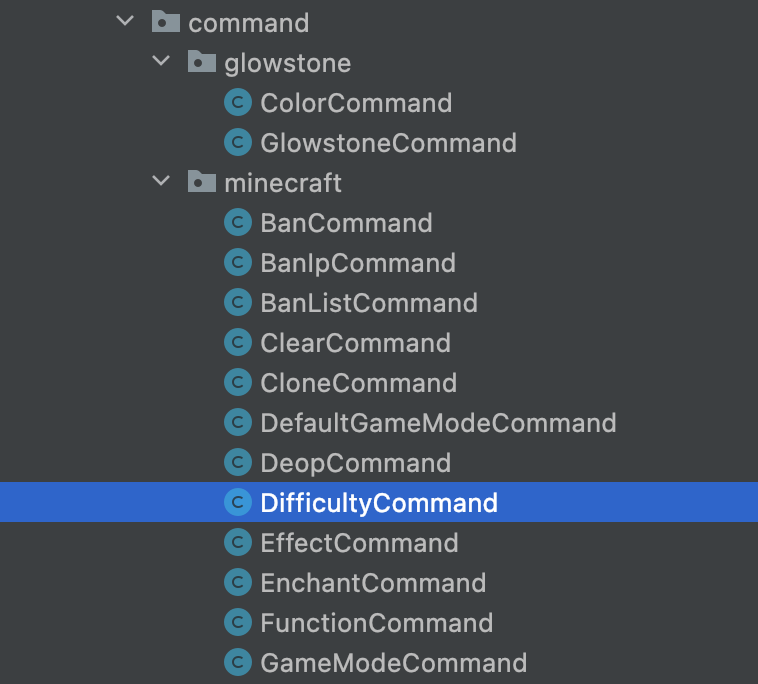 command
glowstone
C ColorCommand
C GlowstoneCommand
minecraft
C BanCommand
C BanIpCommand
C BanListCommand
C ClearCommand
C CloneCommand
C DefaultGameModeCommand
C DeopCommand
C DifficultyCommand
C EffectCommand
C EnchantCommand
C FunctionCommand
C GameModeCommand